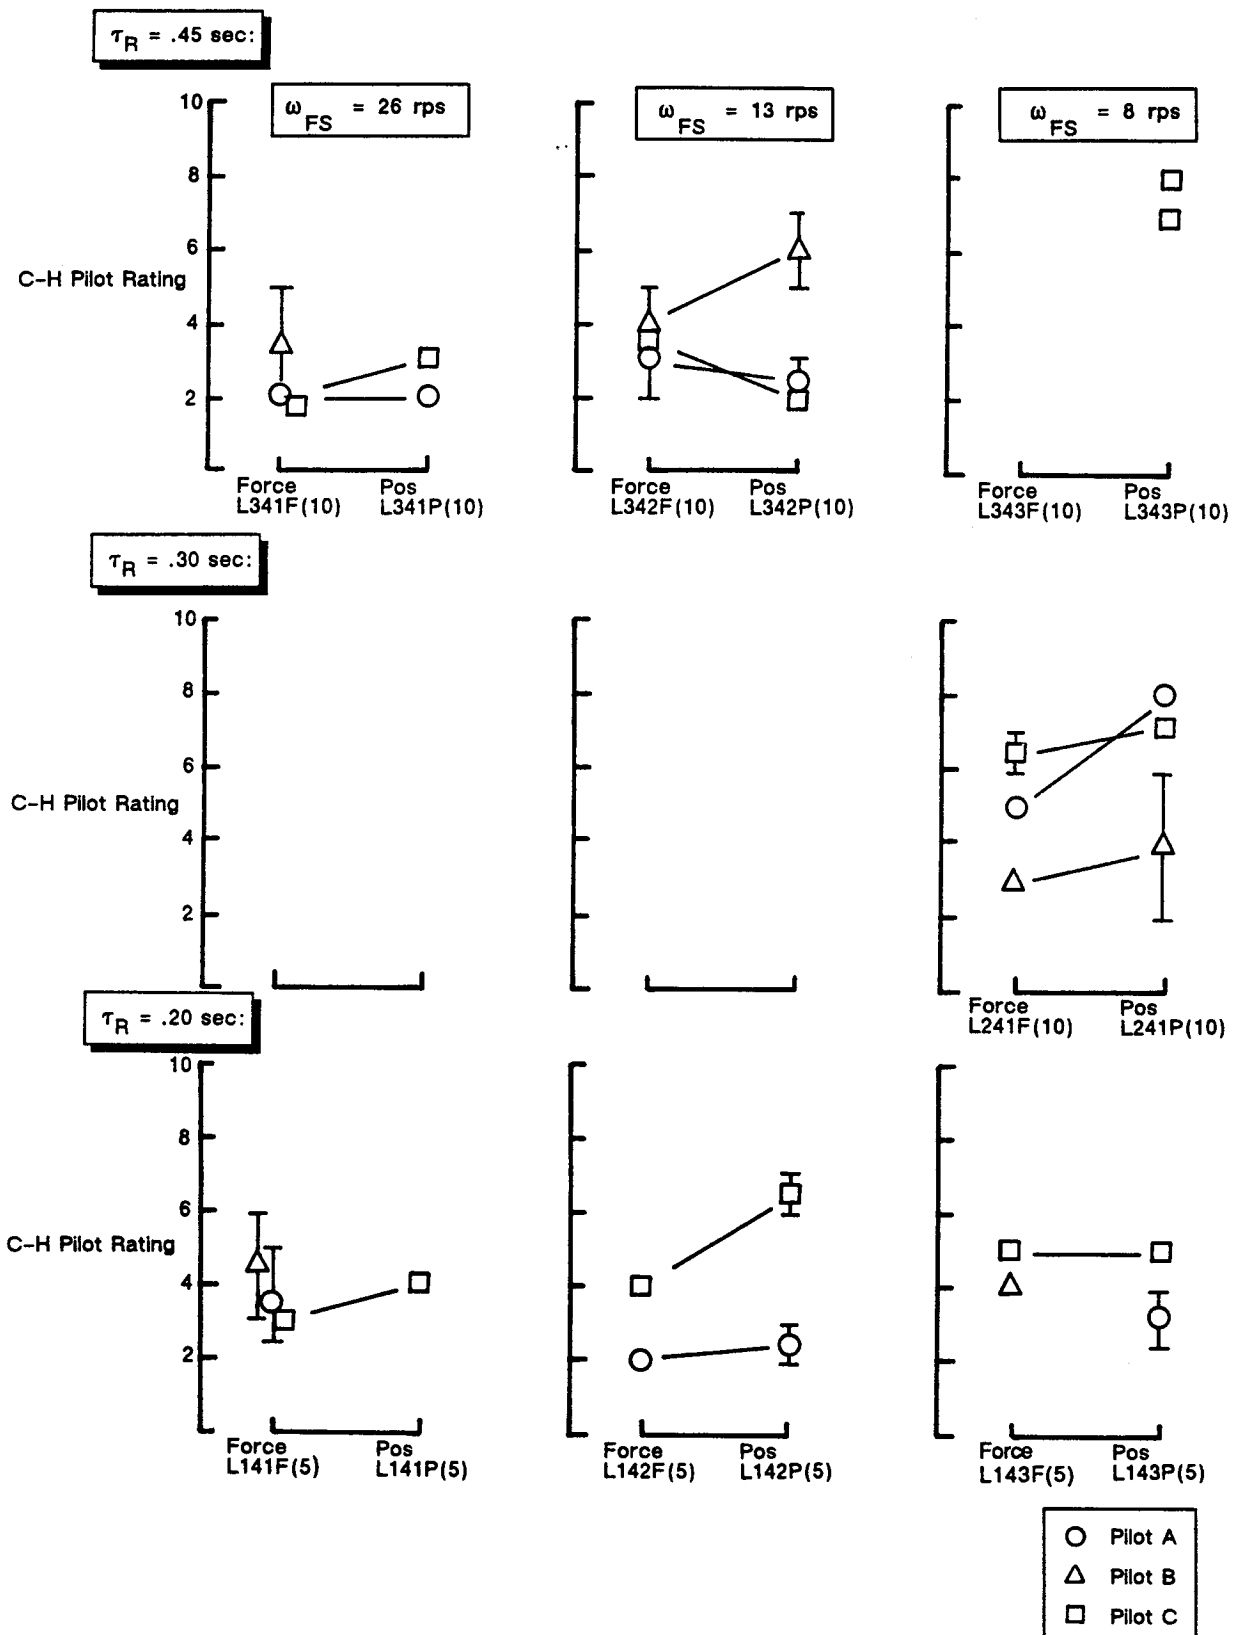 τR = .45 sec:
ωFS = 26 rps
ωFS = 13 rps
ωFS = 8 rps
10
8
6
C-H Pilot Rating
4
2
Force Pos
L341F(10) L341P(10)
Force Pos
L342F(10) L342P(10)
Force Pos
L343F(10) L343P(10)
τR = .30 sec:
10
8
6
C-H Pilot Rating
4
2
Force Pos
L241F(10) L241P(10)
τR = .20 sec:
10
8
6
C-H Pilot Rating
4
2
Force Pos
L141F(5) L141P(5)
Force Pos
L142F(5) L142P(5)
Force Pos
L143F(5) L143P(5)
Pilot A
Pilot B
Pilot C